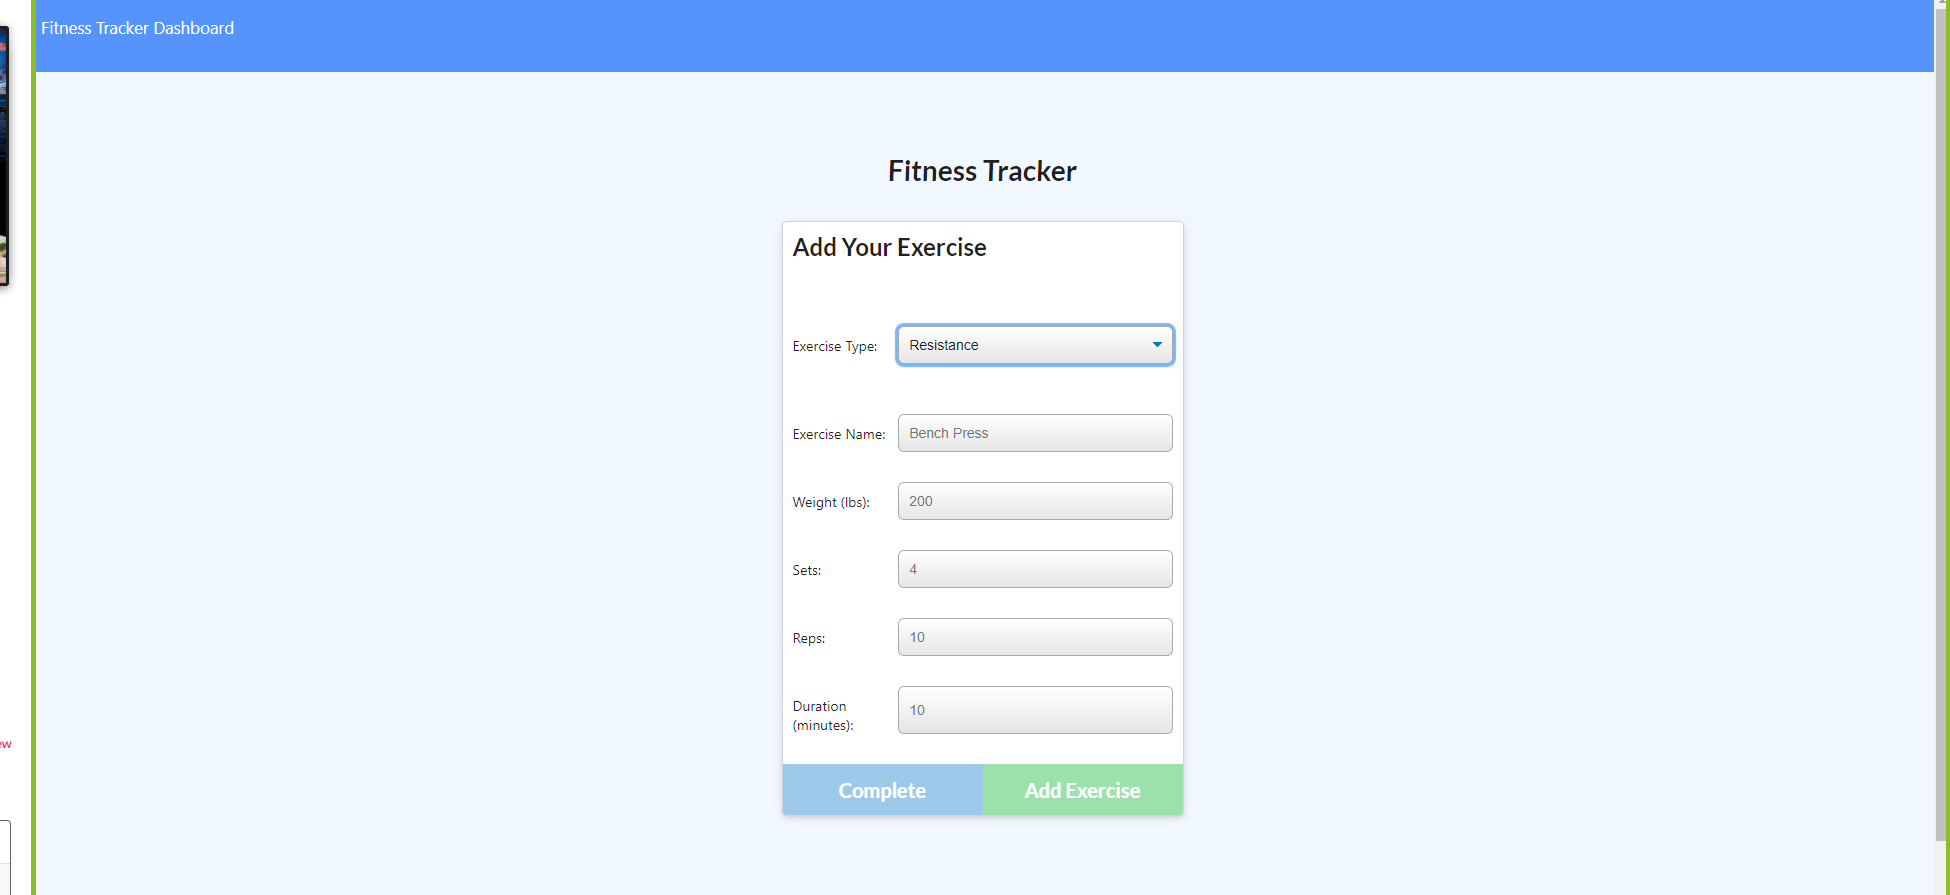 Fitness Tracker Dashboard
Fitness Tracker
Add Your Exercise
Exercise Type: Resistance
Exercise Name: Bench Press
Weight (lbs): 200
Sets: 4
Reps: 10
Duration
(minutes): 10
Complete Add Exercise